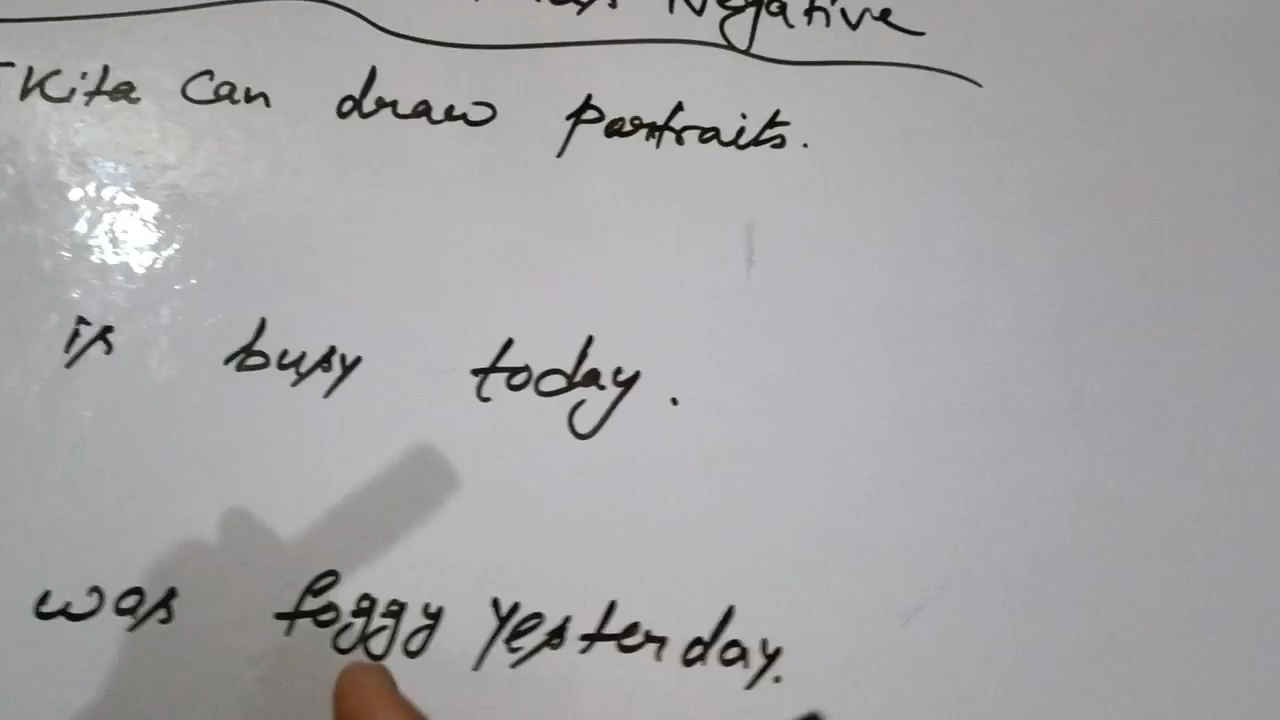 Negative
Kita Can draw portraits.
is busy today.
was foggy yesterday.